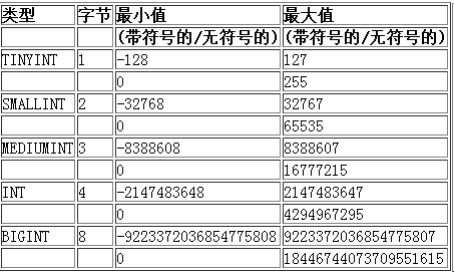 类型 字节 最小值 最大值
(带符号的/无符号的) (带符号的/无符号的)
TINYINT 1 -128 127
0 255
SMALLINT 2 -32768 32767
0 65535
MEDIUMINT 3 -8388608 8388607
0 16777215
INT 4 -2147483648 2147483647
0 4294967295
BIGINT 8 -9223372036854775808 9223372036854775807
0 18446744073709551615